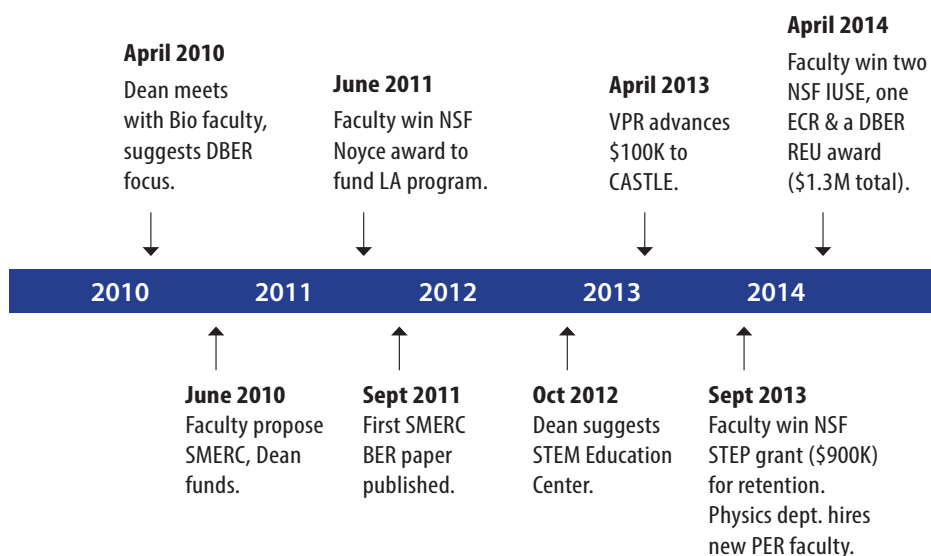 April 2010
Dean meets
with Bio faculty,
suggests DBER
focus.
June 2011
Faculty win NSF
Noyce award to
fund LA program.
April 2013
VPR advances
$100K to
CASTLE.
April 2014
Faculty win two
NSF IUSE, one
ECR & a DBER
REU award
($1.3M total).
2010 2011 2012 2013 2014
June 2010
Faculty propose
SMERC, Dean
funds.
Sept 2011
First SMERC
BER paper
published.
Oct 2012
Dean suggests
STEM Education
Center.
Sept 2013
Faculty win NSF
STEP grant ($900K)
for retention.
Physics dept. hires
new PER faculty.